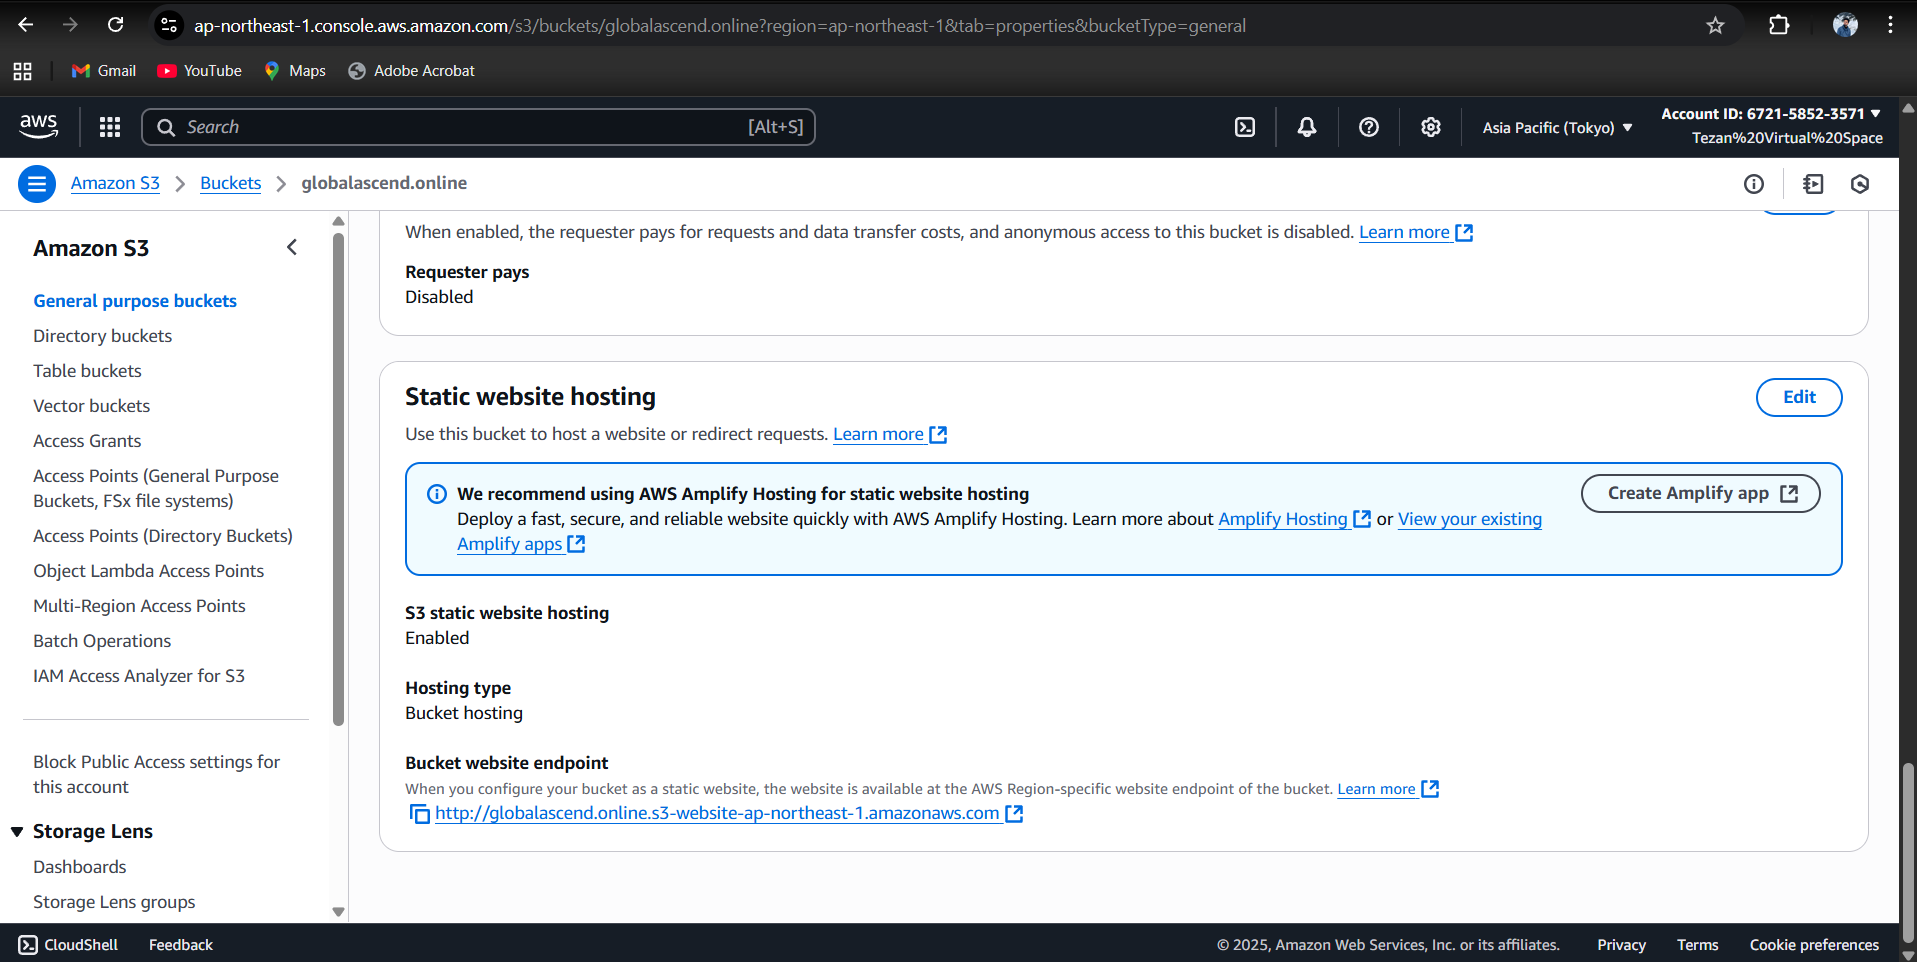 ap-northeast-1.console.aws.amazon.com/s3/buckets/globalascend.online?region=ap-northeast-1&tab=properties&bucketType=general
Gmail
YouTube
Maps
Adobe Acrobat
aws
Search
[Alt+S]
Asia Pacific (Tokyo)
Account ID: 6721-5852-3571
Tezan%20Virtual%20Space
Amazon S3
Buckets
globalascend.online
Amazon S3
General purpose buckets
Directory buckets
Table buckets
Vector buckets
Access Grants
Access Points (General Purpose
Buckets, FSx file systems)
Access Points (Directory Buckets)
Object Lambda Access Points
Multi-Region Access Points
Batch Operations
IAM Access Analyzer for S3
Block Public Access settings for
this account
Storage Lens
Dashboards
Storage Lens groups
When enabled, the requester pays for requests and data transfer costs, and anonymous access to this bucket is disabled. Learn more
Requester pays
Disabled
Static website hosting
Edit
Use this bucket to host a website or redirect requests. Learn more
We recommend using AWS Amplify Hosting for static website hosting
Deploy a fast, secure, and reliable website quickly with AWS Amplify Hosting. Learn more about Amplify Hosting or View your existing
Amplify apps
Create Amplify app
S3 static website hosting
Enabled
Hosting type
Bucket hosting
Bucket website endpoint
When you configure your bucket as a static website, the website is available at the AWS Region-specific website endpoint of the bucket. Learn more
http://globalascend.online.s3-website-ap-northeast-1.amazonaws.com
CloudShell
Feedback
© 2025, Amazon Web Services, Inc. or its affiliates.
Privacy
Terms
Cookie preferences